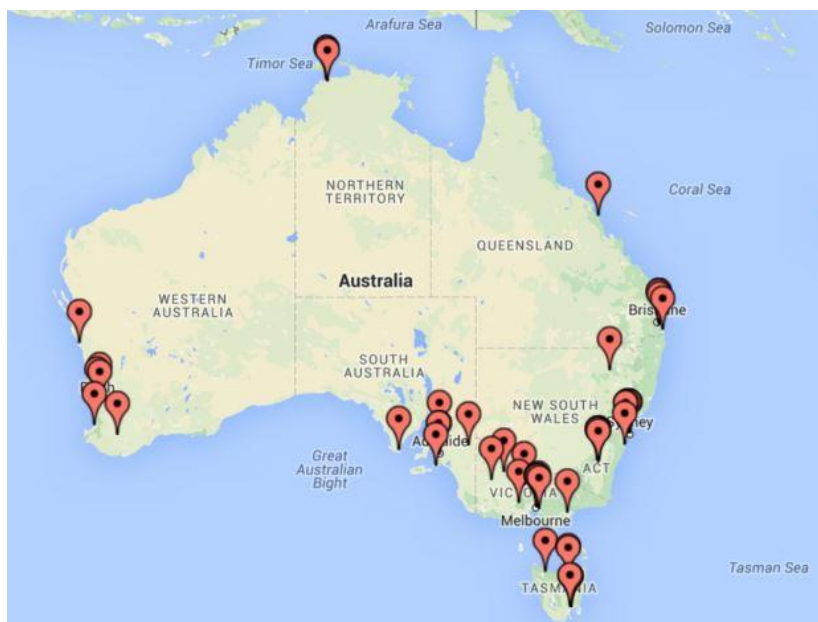 Arafura Sea
Solomon Sea
Timor Sea
NORTHERN
TERRITORY
Coral Sea
QUEENSLAND
Australia
WESTERN
AUSTRALIA
SOUTH
AUSTRALIA
NEW SOUTH
WALES
Great
Australian
Bight
ACT
Melbourne
Tasman Sea